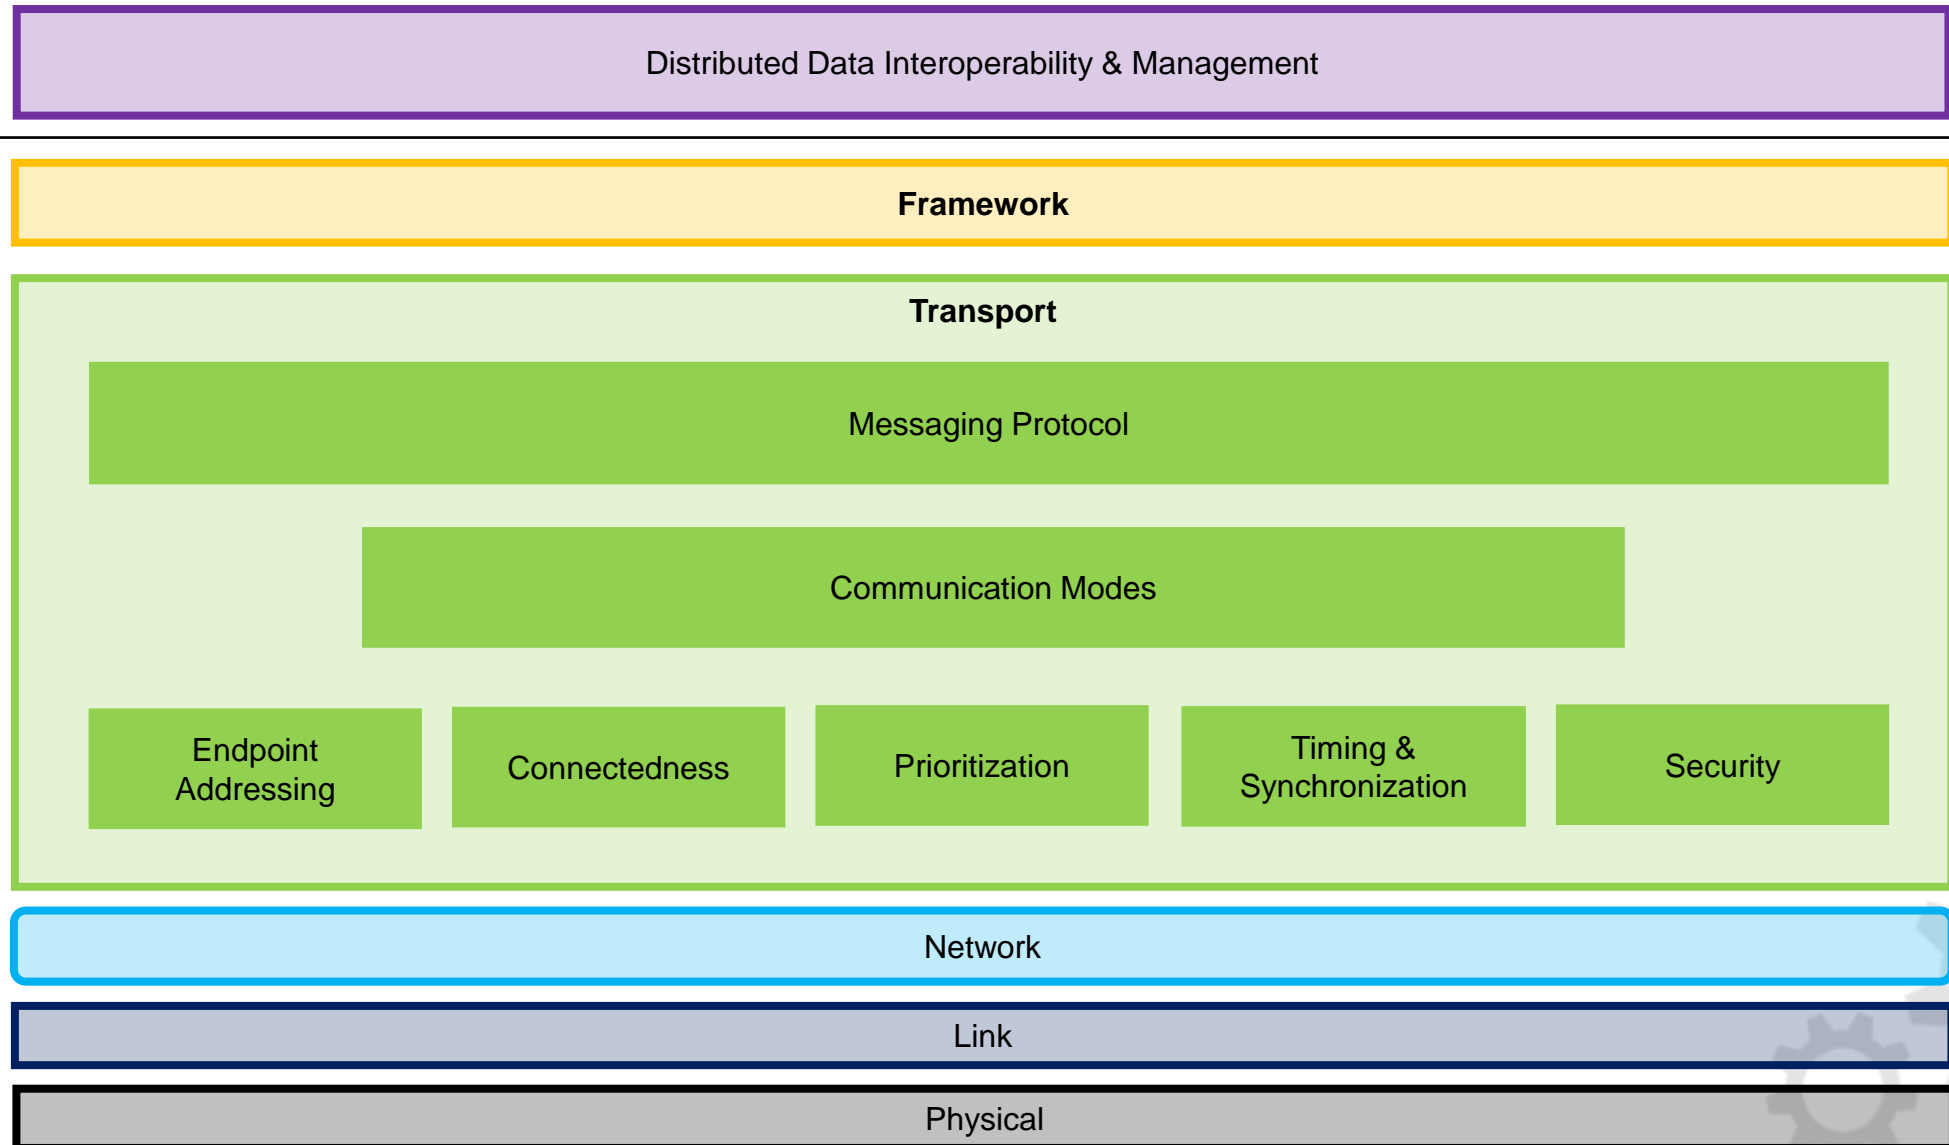 Distributed Data Interoperability & Management
Framework
Transport
Messaging Protocol
Communication Modes
Endpoint
Addressing
Connectedness
Prioritization
Timing &
Synchronization
Security
Network
Link
Physical